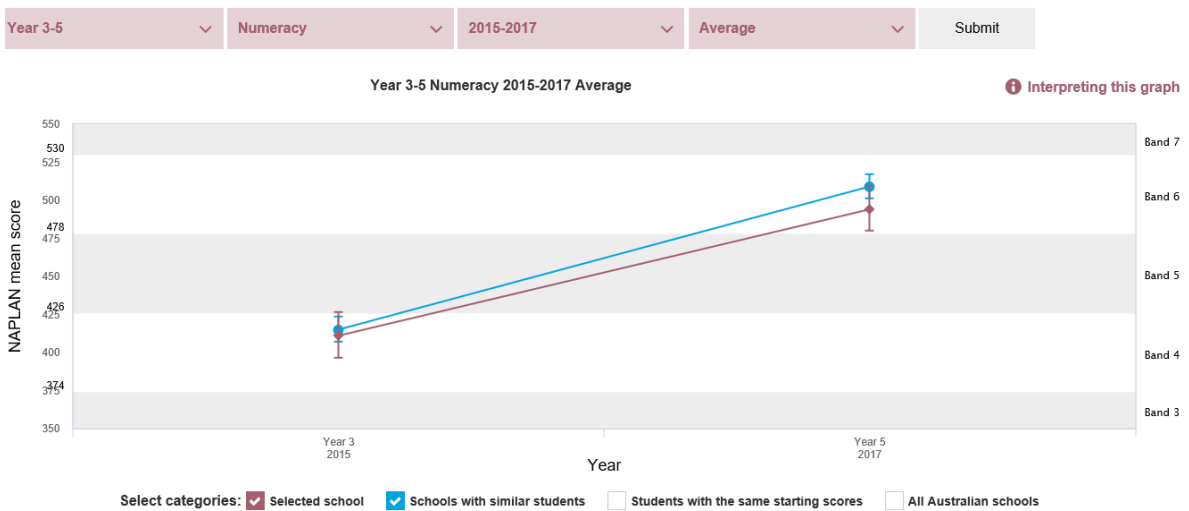 Year 3-5 Numeracy 2015-2017 Average Submit
Year 3-5 Numeracy 2015-2017 Average
Interpreting this graph
NAPLAN mean score
550
530
525
500
478
475
450
426
425
400
374
375
350
Band 7
Band 6
Band 5
Band 4
Band 3
Year 3
2015
Year 5
2017
Year
Select categories: Selected school Schools with similar students Students with the same starting scores All Australian schools